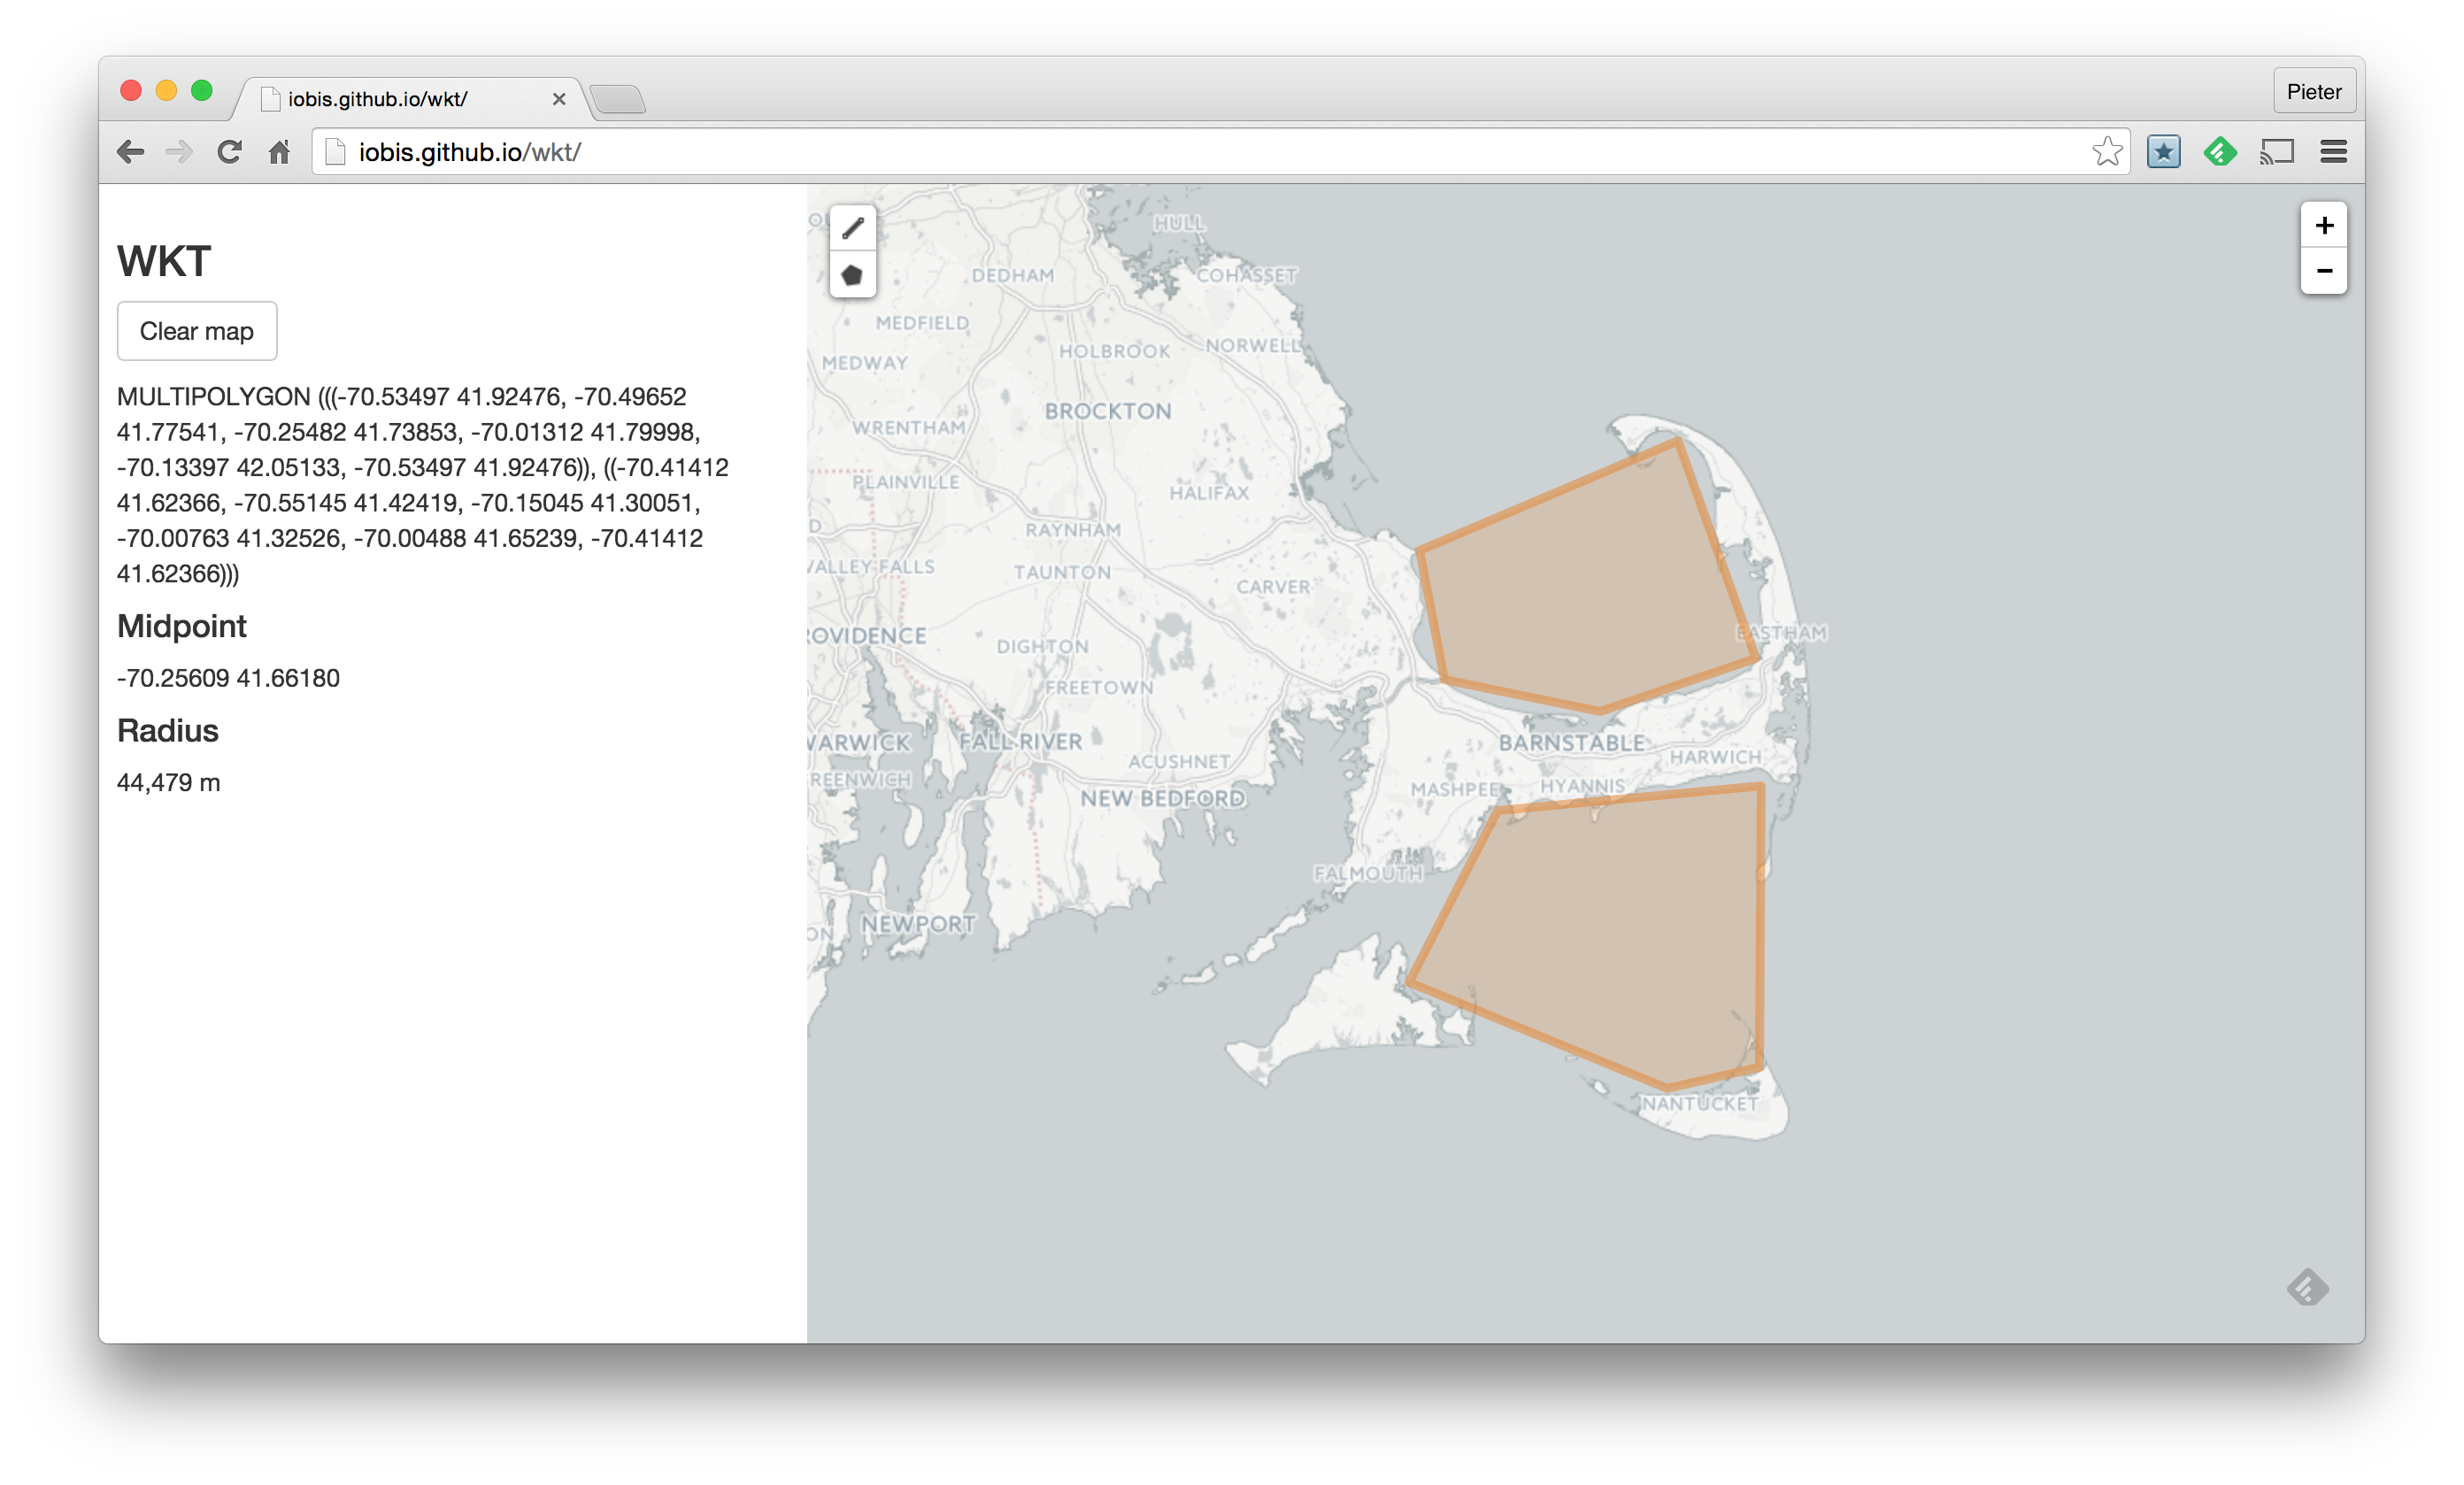 iobis.github.io/wkt/
Pieter
iobis.github.io/wkt/
WKT
Clear map
MULTIPOLYGON (((-70.53497 41.92476, -70.49652
41.77541, -70.25482 41.73853, -70.01312 41.79998,
-70.13397 42.05133, -70.53497 41.92476)), ((-70.41412
41.62366, -70.55145 41.42419, -70.15045 41.30051,
-70.00763 41.32526, -70.00488 41.65239, -70.41412
41.62366)))
Midpoint
-70.25609 41.66180
Radius
44,479 m
+
-
HULL
DEDHAM
COHASSET
MEDFIELD
NORWELL
HOLBROOK
MEDWAY
BROCKTON
WRENTHAM
PLAINVILLE
HALIFAX
RAYNHAM
VALLEY FALLS
TAUNTON
CARVER
ROVIDENCE
EASTHAM
DIGHTON
FREETOWN
WARWICK
FALL RIVER
BARNSTABLE
HARWICH
ACUSHNET
REENWICH
MASHPEE
HYANNIS
NEW BEDFORD
FALMOUTH
NEWPORT
ON
NANTUCKET